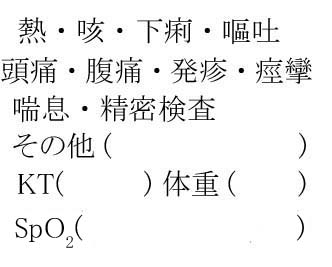 熱・咳・下痢・嘔吐
頭痛・腹痛・発疹・痙攣
喘息・精密検査
その他（　　　　　　　）
KT(　　　) 体重（　　）
SpO₂(　　　　　　　　)